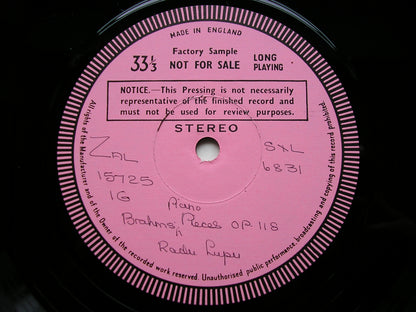 MADE IN ENGLAND
Factory Sample
33 1/3 NOT FOR SALE LONG PLAYING
NOTICE.—This Pressing is not necessarily
representative of the finished record and
must not be used for review purposes.
STEREO
ZAL SXL
15725 6831
1G Piano
Brahms Pieces OP. 118
Radu Lupu
All rights of the Manufacturer and of the Owner of the recorded work reserved. Unauthorised public performance, broadcasting and copying of this record prohibited.